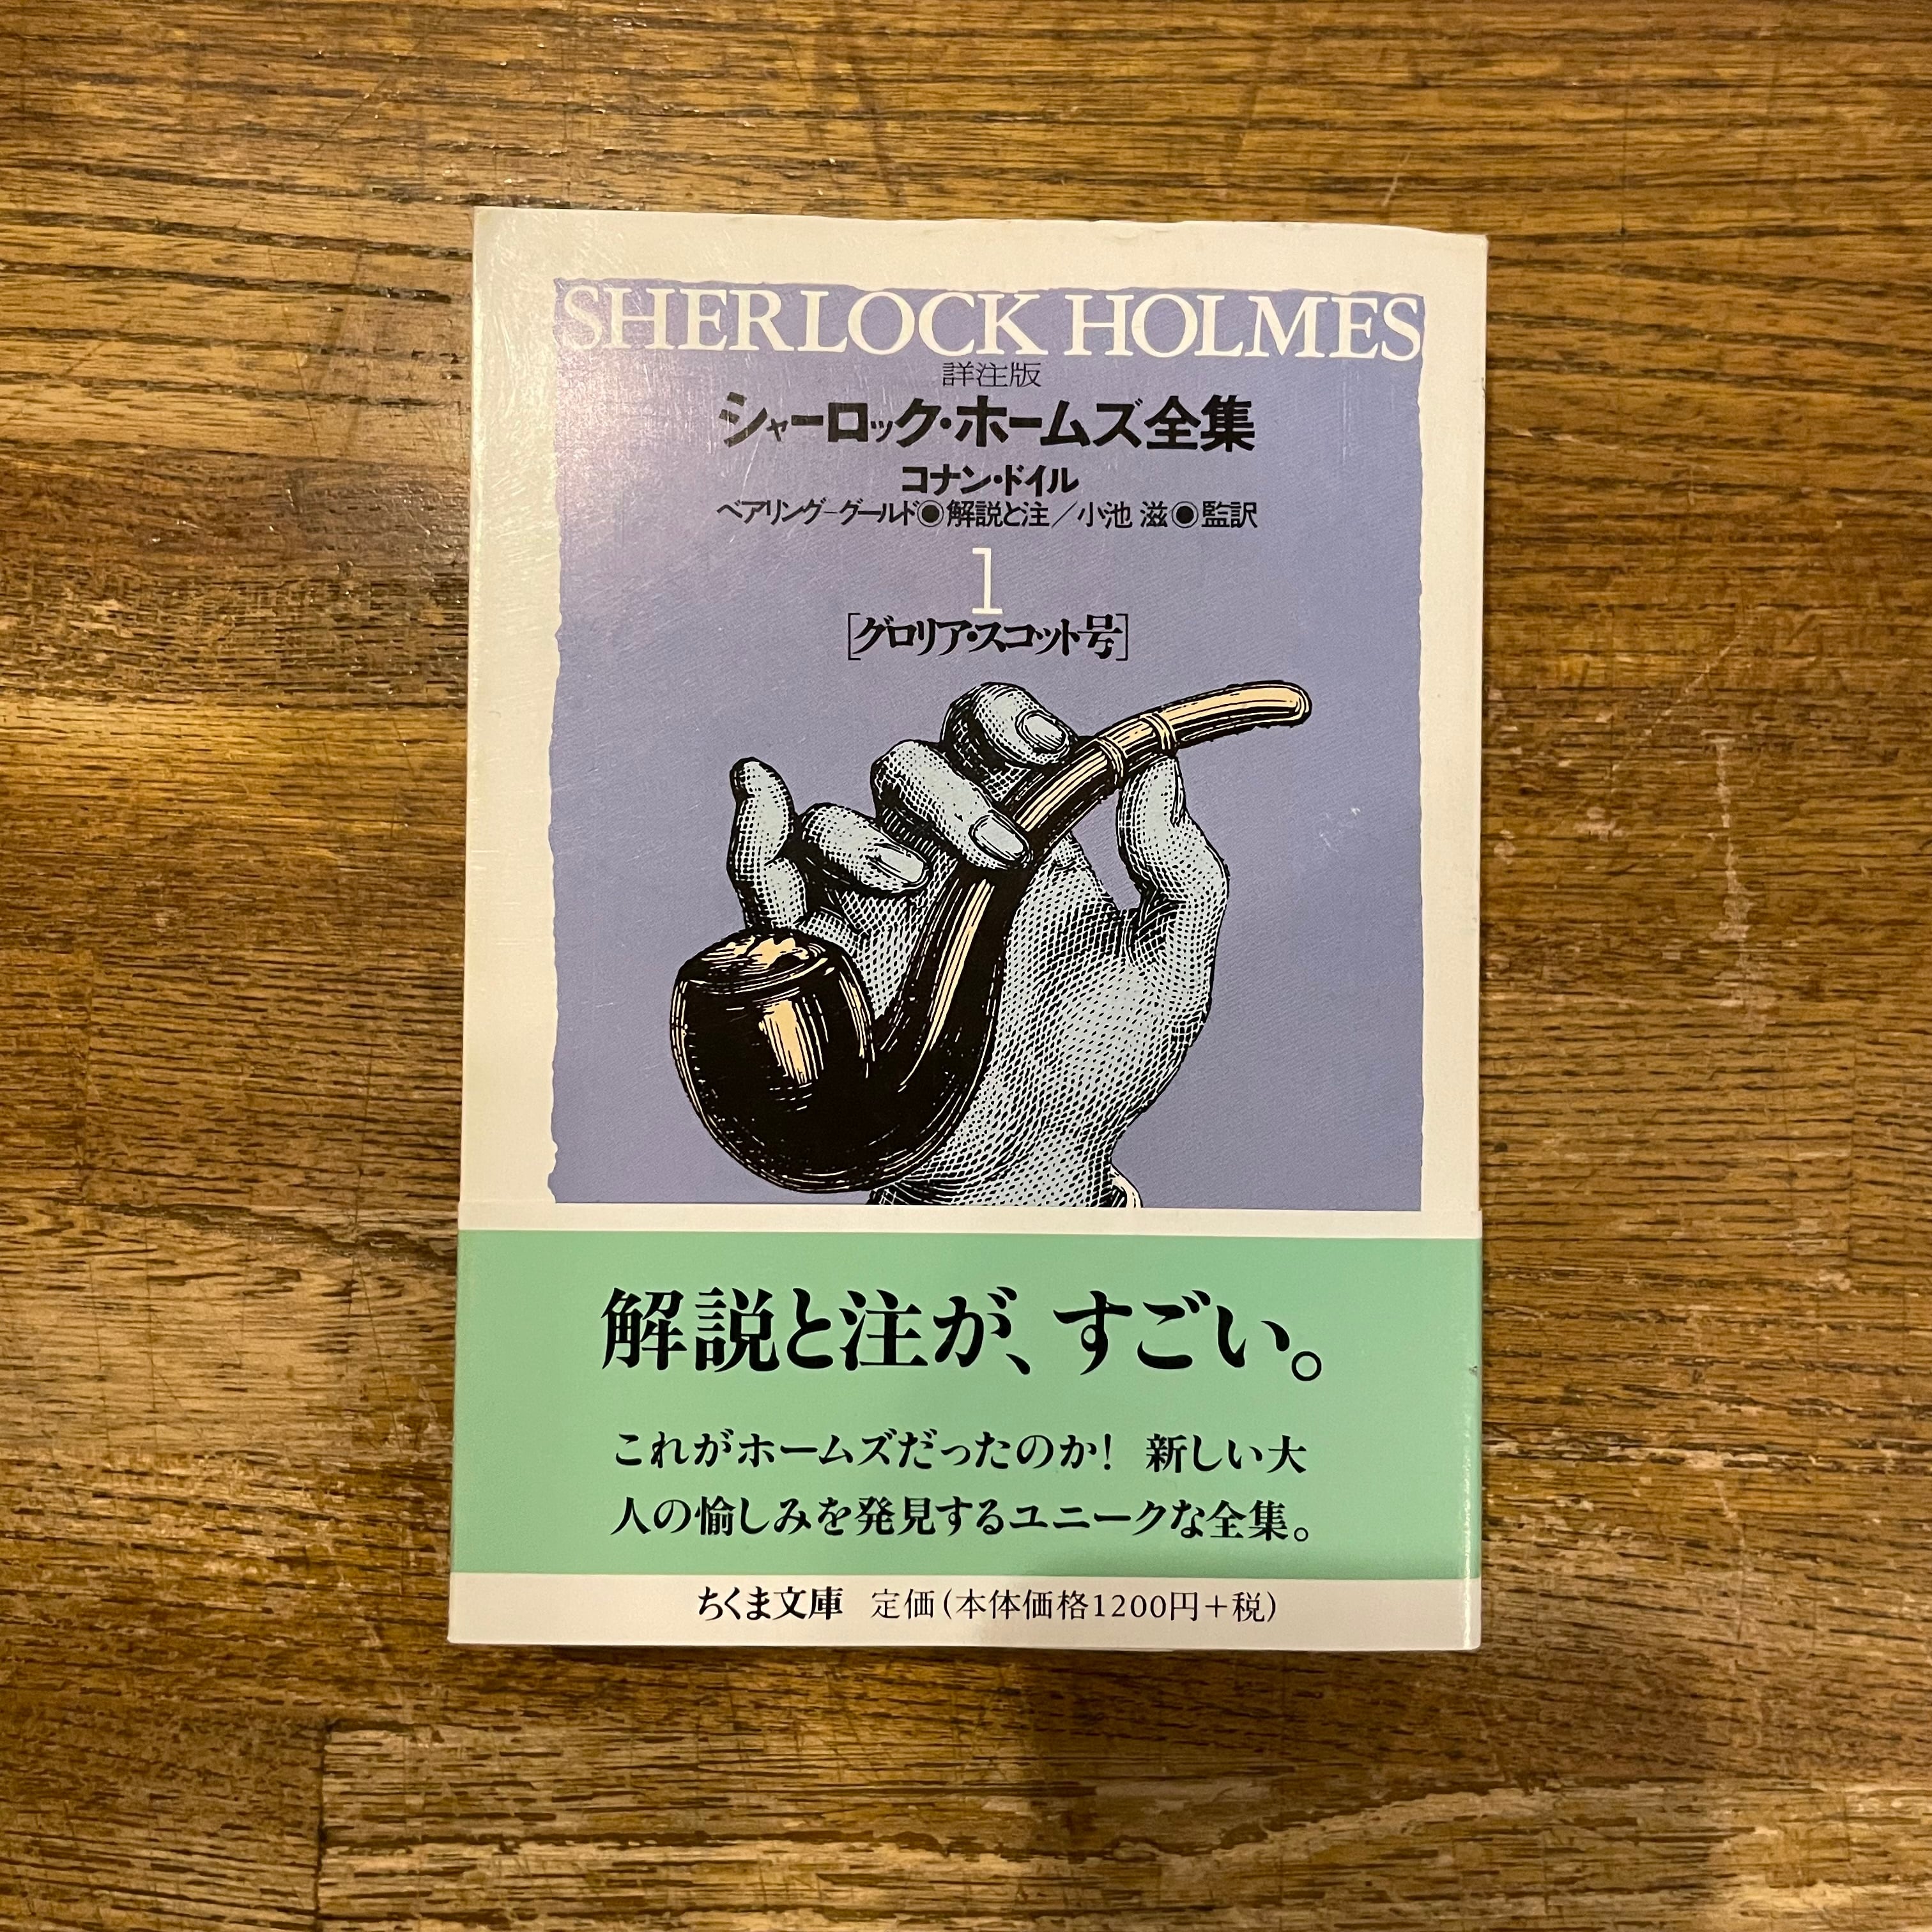 SHERLOCK HOLMES
詳注版
シャーロック・ホームズ全集
コナン・ドイル
ベアリング−グールド◉解説と注／小池 滋◉監訳
1
[グロリア・スコット号]
解説と注が、すごい。
これがホームズだったのか！ 新しい大
人の愉しみを発見するユニークな全集。
ちくま文庫 定価(本体価格1200円＋税)